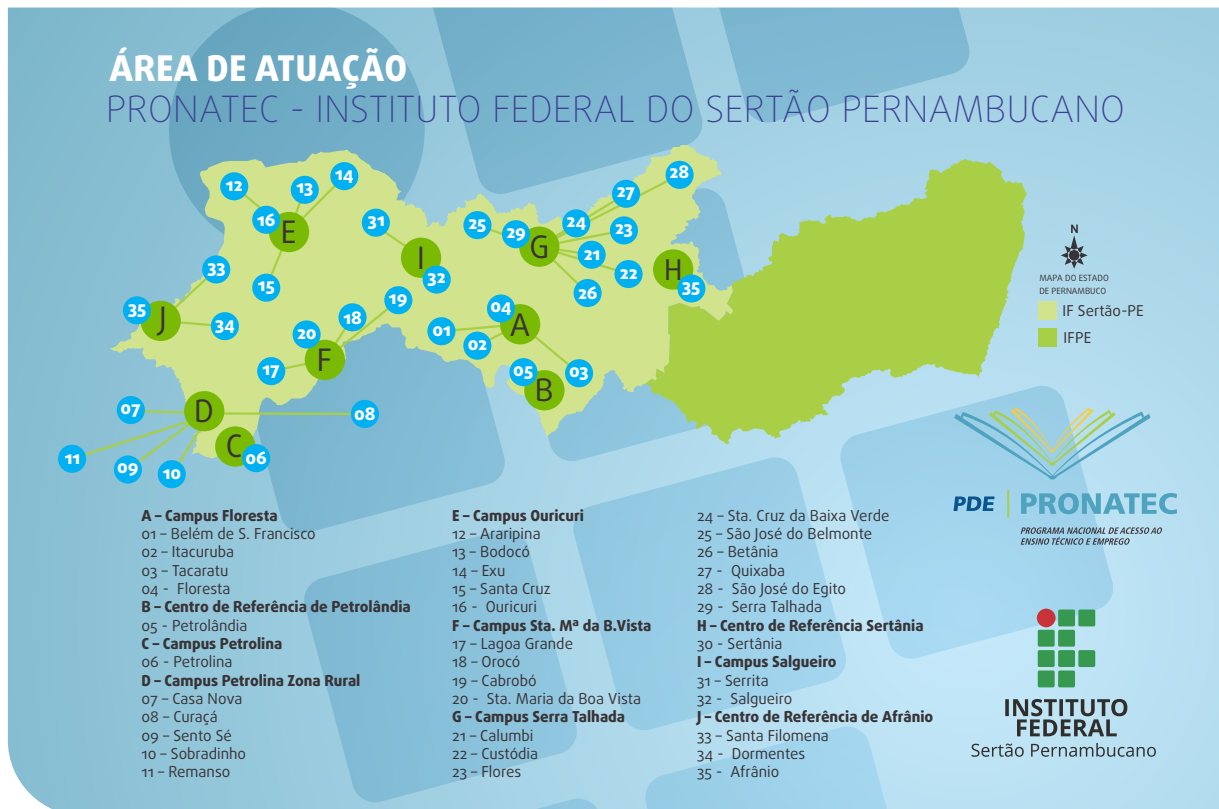 ÁREA DE ATUAÇÃO
PRONATEC - INSTITUTO FEDERAL DO SERTÃO PERNAMBUCANO
12
13
14
16
E
15
31
I
32
25
29
G
24
27
28
23
21
22
26
H
35
33
35
J
34
19
18
20
F
17
04
A
01
02
03
05
B
07
D
08
C
06
11
09
10
N
MAPA DO ESTADO
DE PERNAMBUCO
IF Sertão-PE
IFPE
PDE | PRONATEC
PROGRAMA NACIONAL DE ACESSO AO
ENSINO TÉCNICO E EMPREGO
A – Campus Floresta
01 – Belém de S. Francisco
02 – Itacuruba
03 – Tacaratu
04 - Floresta
B – Centro de Referência de Petrolândia
05 - Petrolândia
C – Campus Petrolina
06 - Petrolina
D – Campus Petrolina Zona Rural
07 – Casa Nova
08 – Curaçá
09 – Sento Sé
10 – Sobradinho
11 – Remanso
E – Campus Ouricuri
12 – Araripina
13 – Bodocó
14 – Exu
15 – Santa Cruz
16 - Ouricuri
F – Campus Sta. Mª da B.Vista
17 – Lagoa Grande
18 – Orocó
19 – Cabrobó
20 - Sta. Maria da Boa Vista
G – Campus Serra Talhada
21 – Calumbi
22 – Custódia
23 – Flores
24 – Sta. Cruz da Baixa Verde
25 – São José do Belmonte
26 – Betânia
27 - Quixaba
28 - São José do Egito
29 - Serra Talhada
H – Centro de Referência Sertânia
30 - Sertânia
I – Campus Salgueiro
31 – Serrita
32 – Salgueiro
J – Centro de Referência de Afrânio
33 – Santa Filomena
34 - Dormentes
35 - Afrânio
INSTITUTO
FEDERAL
Sertão Pernambucano